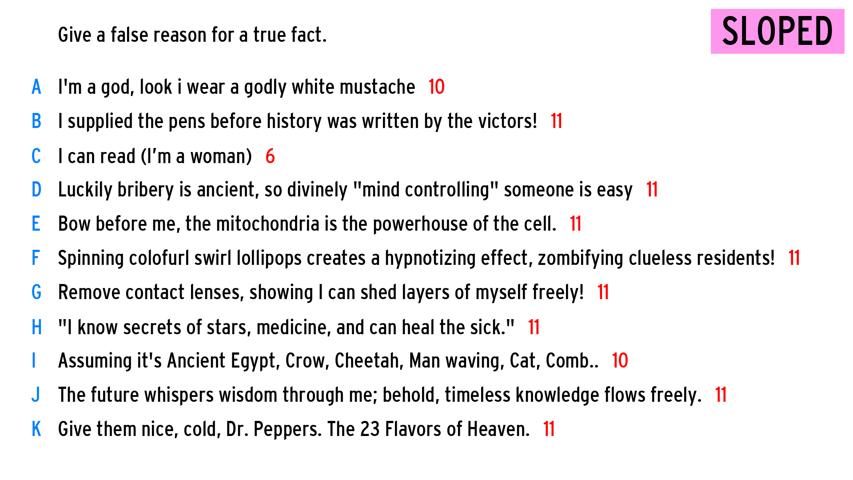 Give a false reason for a true fact.
SLOPED
A I'm a god, look i wear a godly white mustache 10
B I supplied the pens before history was written by the victors! 11
C I can read (I'm a woman) 6
D Luckily bribery is ancient, so divinely "mind controlling" someone is easy 11
E Bow before me, the mitochondria is the powerhouse of the cell. 11
F Spinning colofurl swirl lollipops creates a hypnotizing effect, zombifying clueless residents! 11
G Remove contact lenses, showing I can shed layers of myself freely! 11
H "I know secrets of stars, medicine, and can heal the sick." 11
I Assuming it's Ancient Egypt, Crow, Cheetah, Man waving, Cat, Comb.. 10
J The future whispers wisdom through me; behold, timeless knowledge flows freely. 11
K Give them nice, cold, Dr. Peppers. The 23 Flavors of Heaven. 11